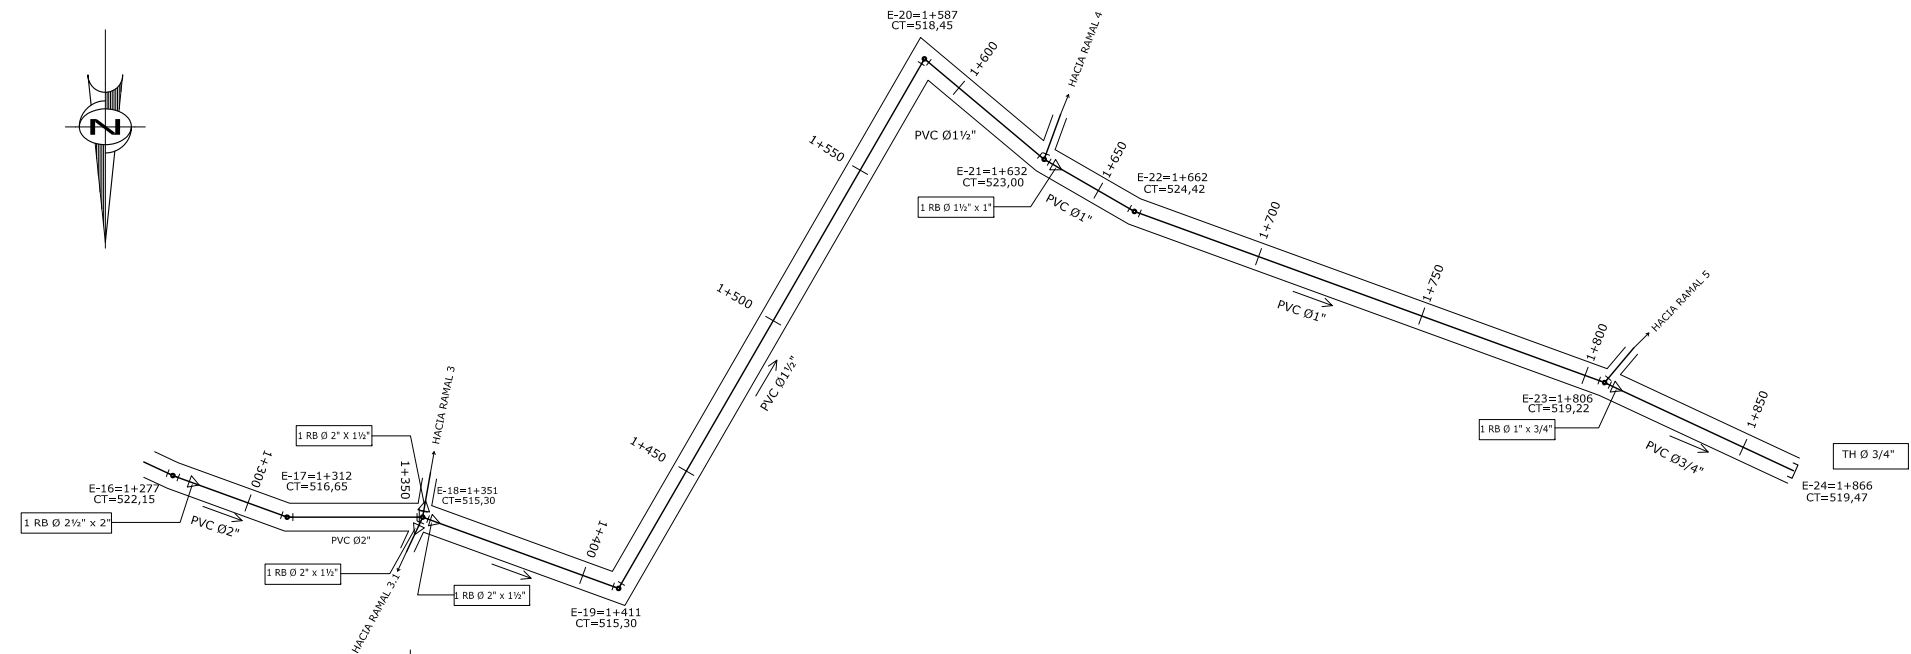 E-20=1+587
CT=518,45
1+600
HACIA RAMAL 4
N
PVC Ø1½"
1+550
1+650
E-21=1+632
CT=523,00
E-22=1+662
CT=524,42
1 RB Ø 1½" x 1"
PVC Ø1"
1+700
1+750
1+500
PVC Ø1"
HACIA RAMAL 5
1+800
PVC Ø1½"
HACIA RAMAL 3
E-23=1+806
CT=519,22
1 RB Ø 1" x 3/4"
1+850
1 RB Ø 2" X 1½"
1+450
PVC Ø3/4"
TH Ø 3/4"
1+300
1+350
E-16=1+277
CT=522,15
E-17=1+312
CT=516,65
E-18=1+351
CT=515,30
E-24=1+866
CT=519,47
1 RB Ø 2½" x 2"
PVC Ø2"
PVC Ø2"
1+400
1 RB Ø 2" x 1½"
1 RB Ø 2" x 1½"
HACIA RAMAL 3.1
E-19=1+411
CT=515,30